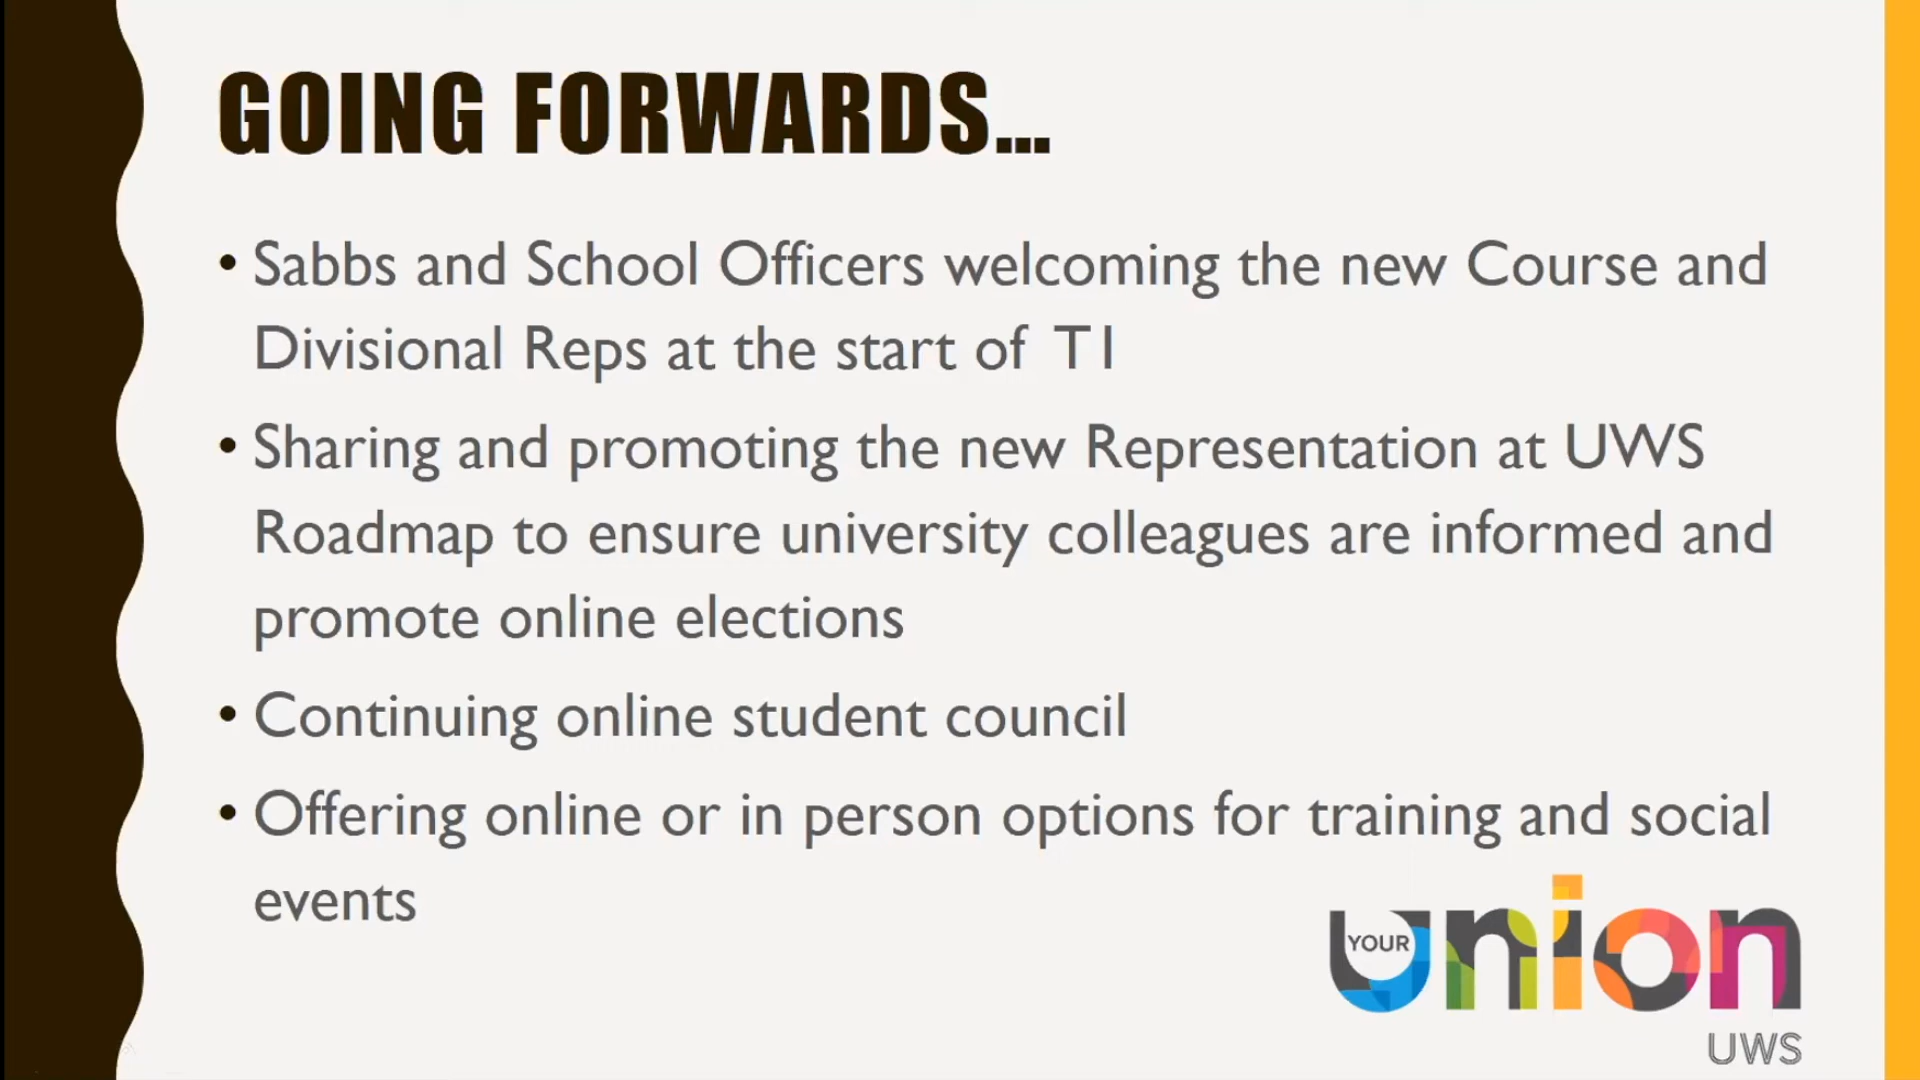 GOING FORWARDS...
• Sabbs and School Officers welcoming the new Course and
Divisional Reps at the start of T1
• Sharing and promoting the new Representation at UWS
Roadmap to ensure university colleagues are informed and
promote online elections
• Continuing online student council
• Offering online or in person options for training and social
events
YOUR
union
UWS